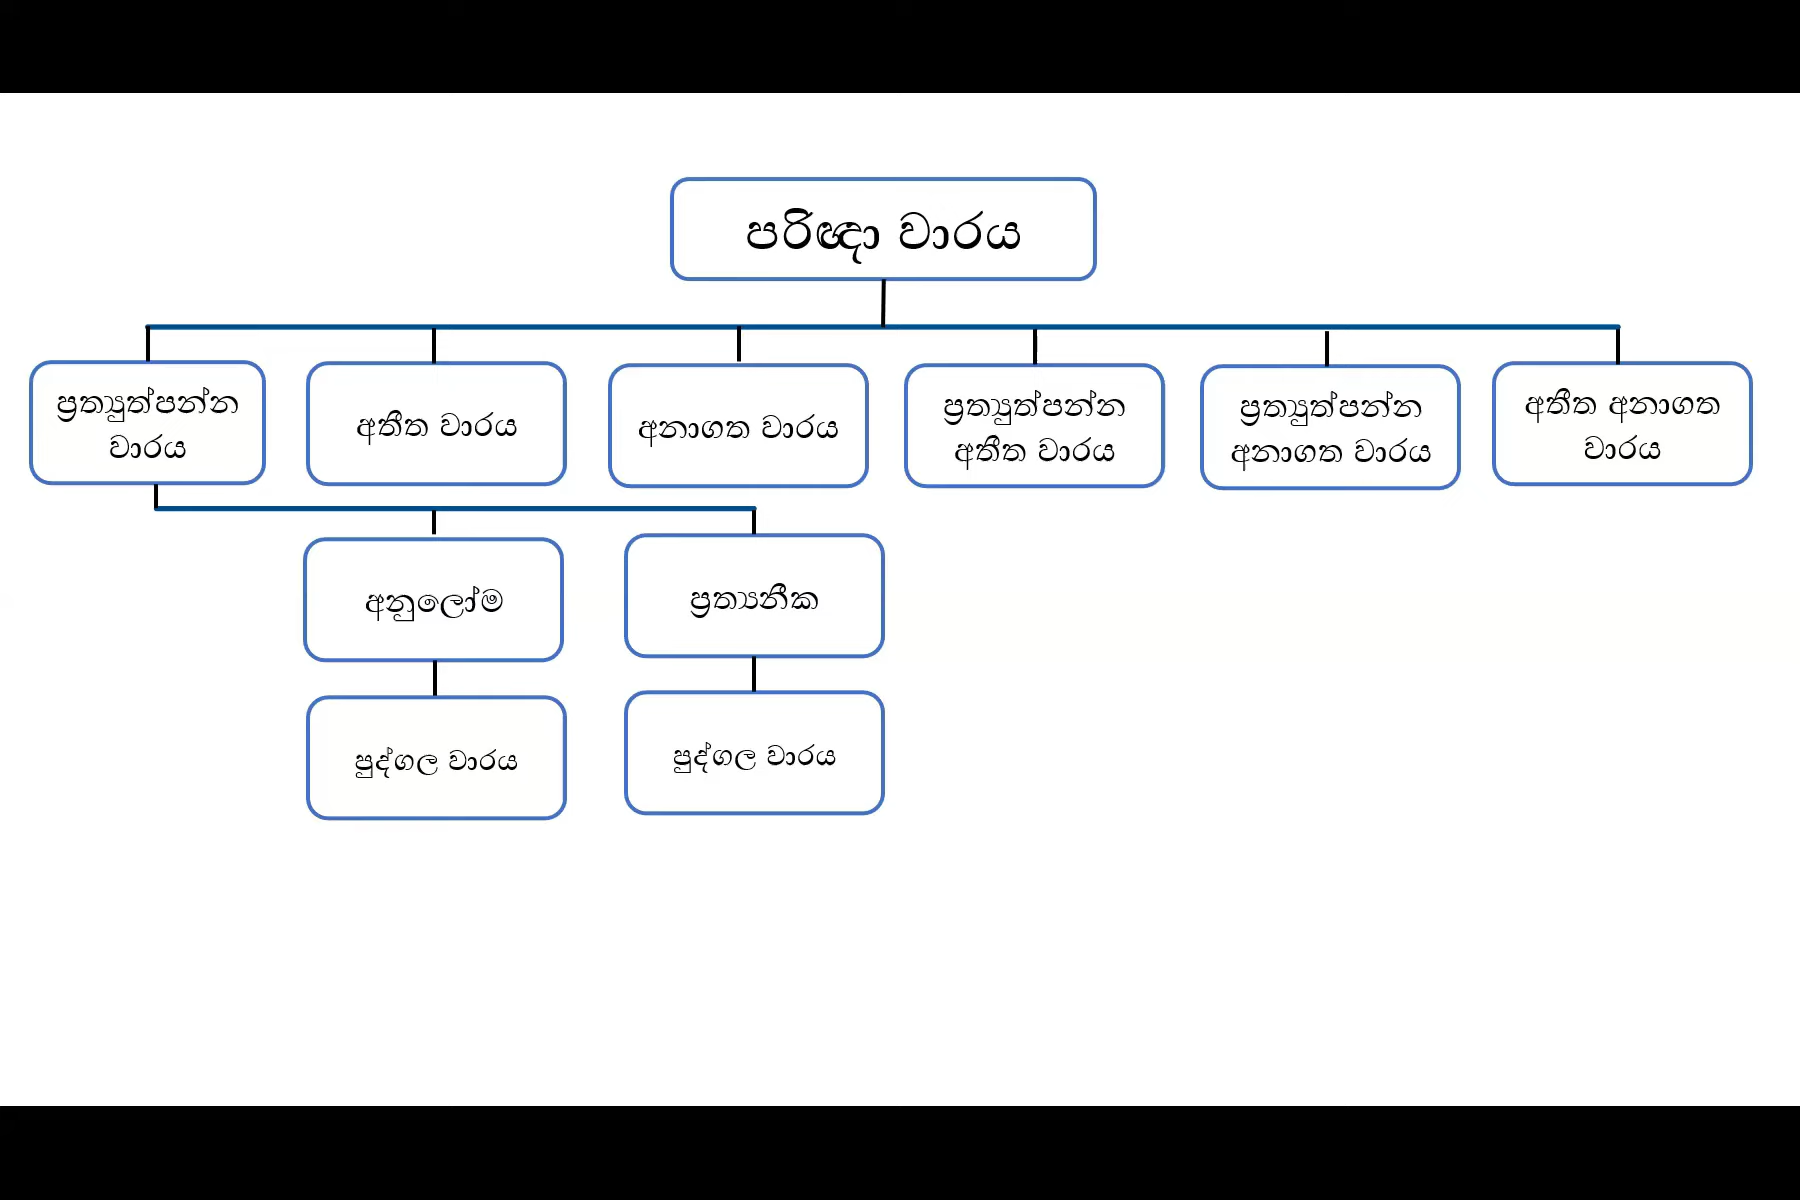 පරිඥා වාරය
ප්‍රත්‍යුත්පන්න
වාරය
අතීත වාරය
අනාගත වාරය
ප්‍රත්‍යුත්පන්න
අතීත වාරය
ප්‍රත්‍යුත්පන්න
අනාගත වාරය
අතීත අනාගත
වාරය
අනුලෝම
ප්‍රත්‍යනීක
පුද්ගල වාරය
පුද්ගල වාරය